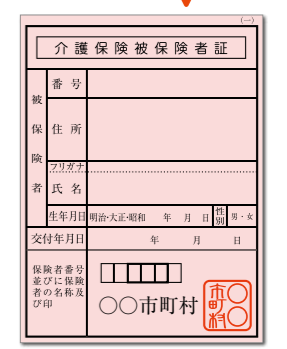 (一)
介護保険被保険者証
被保険者
番号
住所
フリガナ
氏名
生年月日 明治・大正・昭和 年 月 日 性別 男・女
交付年月日 年 月 日
保険者番号
並びに保険
者の名称及
び印
○○市町村
○○市町村